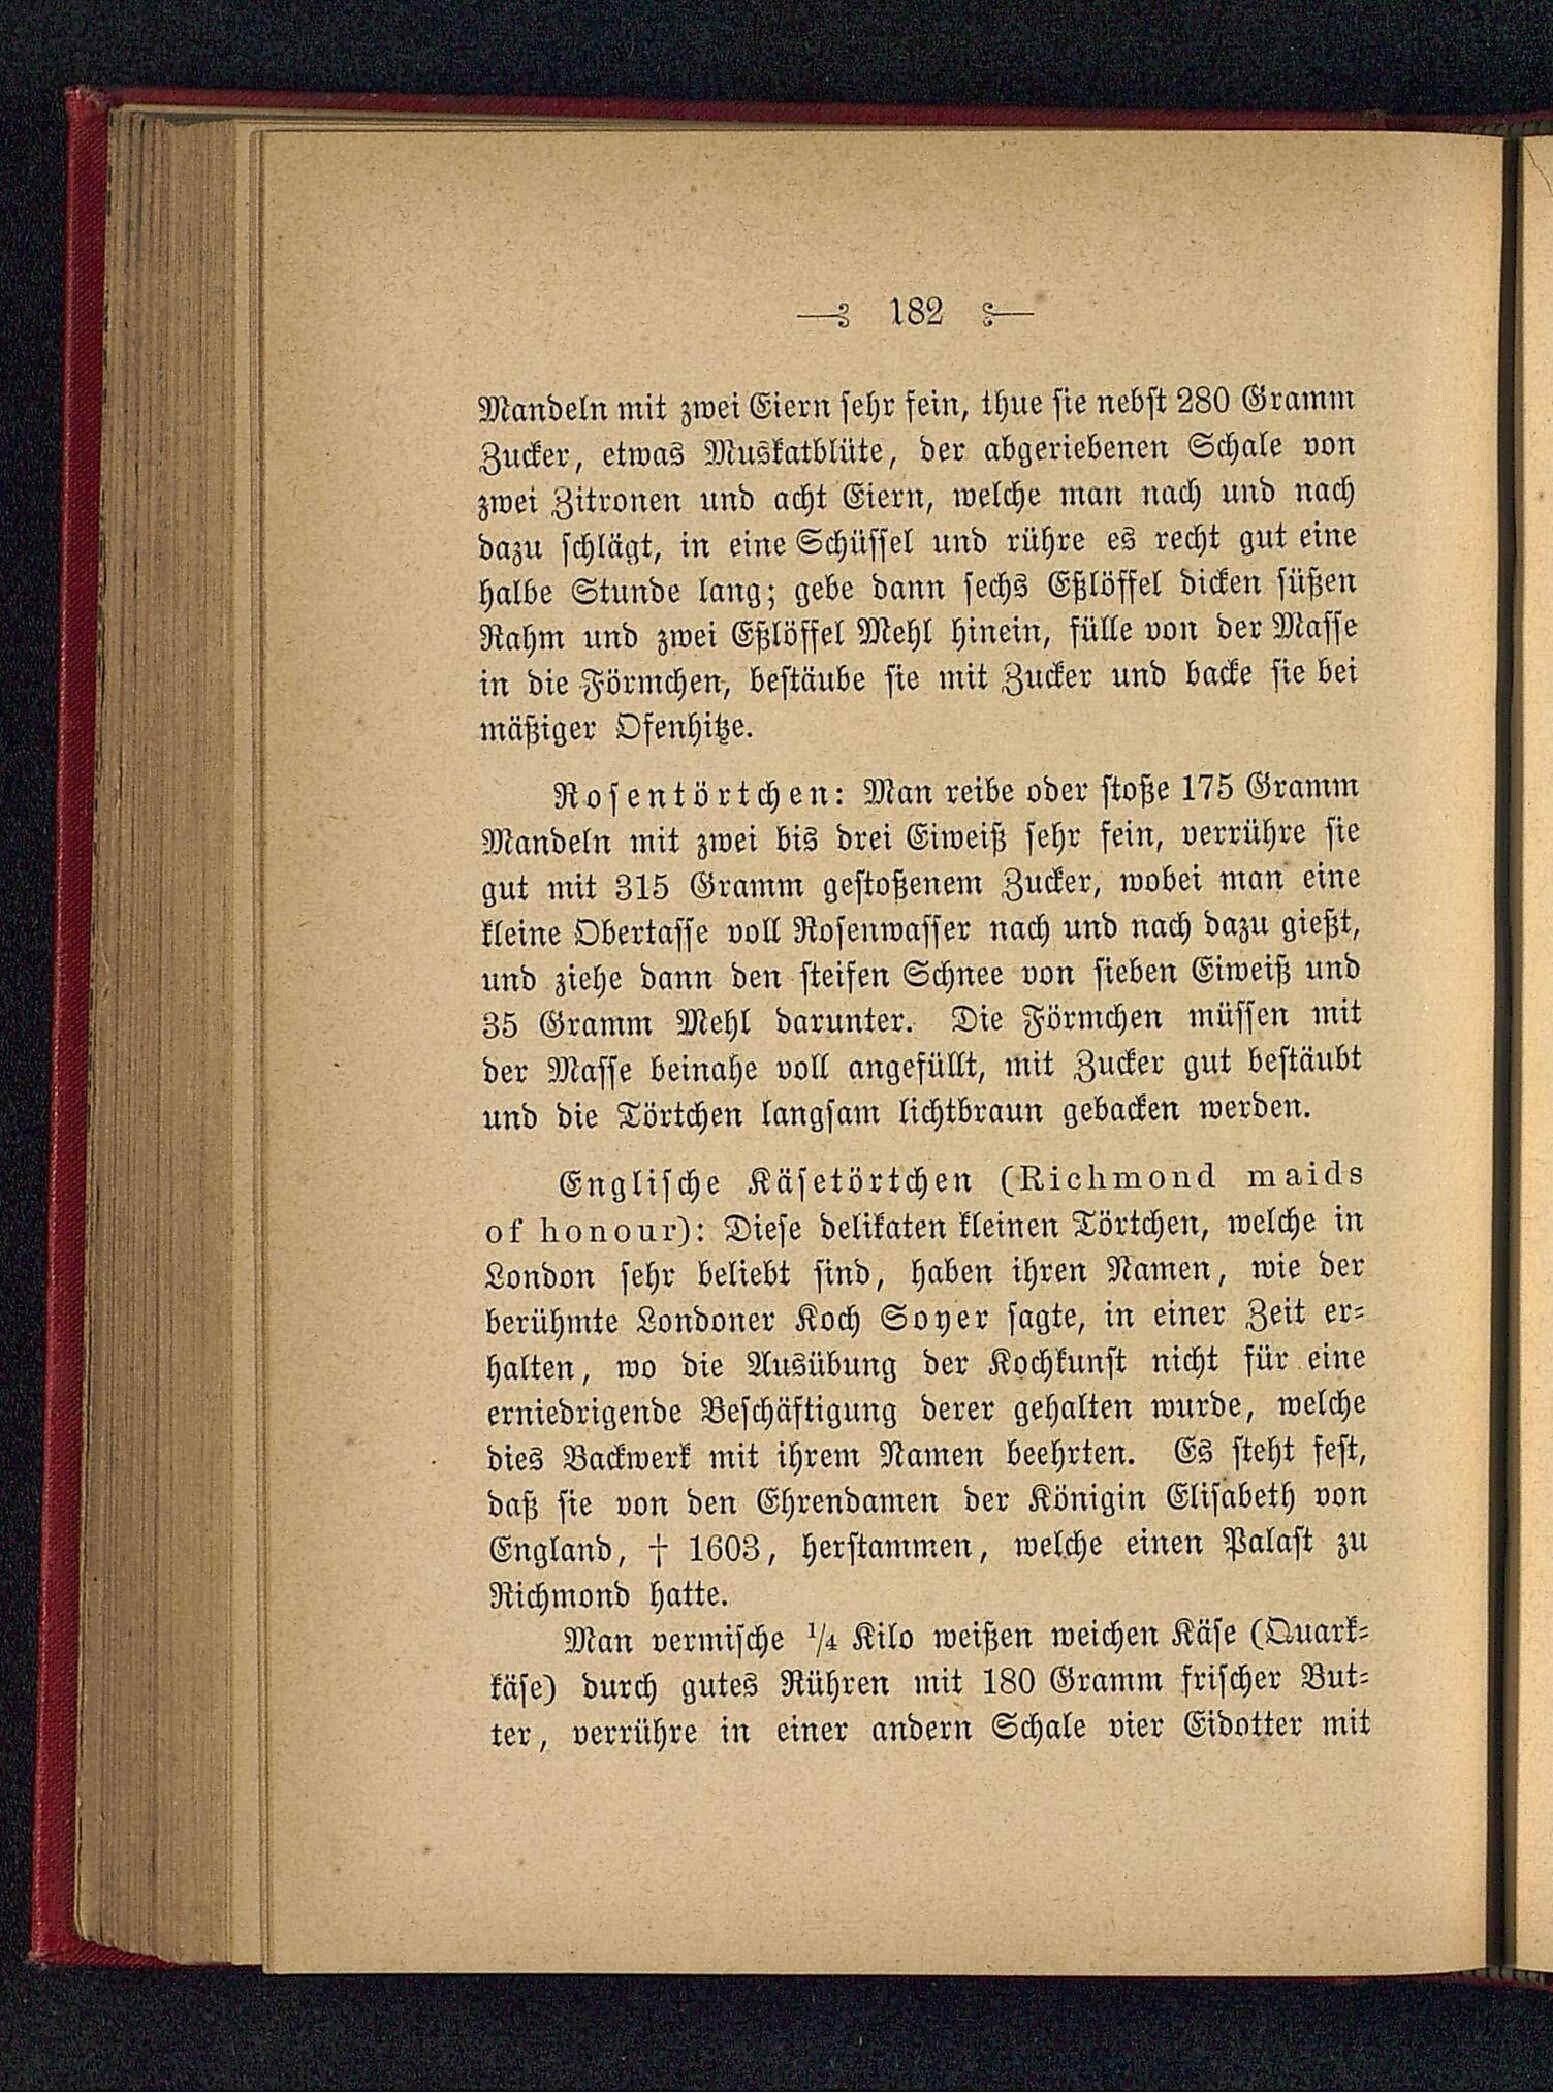 182
Mandeln mit zwei Eiern sehr fein, thue sie nebst 280 Gramm
Zucker, etwas Muskatblüte, der abgeriebenen Schale von
zwei Zitronen und acht Eiern, welche man nach und nach
dazu schlägt, in eine Schüssel und rühre es recht gut eine
halbe Stunde lang; gebe dann sechs Eßlöffel dicken süßen
Rahm und zwei Eßlöffel Mehl hinein, fülle von der Masse
in die Förmchen, bestäube sie mit Zucker und backe sie bei
mäßiger Ofenhitze.
Rosentörtchen: Man reibe oder stoße 175 Gramm
Mandeln mit zwei bis drei Eiweiß sehr fein, verrühre sie
gut mit 315 Gramm gestoßenem Zucker, wobei man eine
kleine Obertasse voll Rosenwasser nach und nach dazu gießt,
und ziehe dann den steifen Schnee von sieben Eiweiß und
35 Gramm Mehl darunter. Die Förmchen müssen mit
der Masse beinahe voll angefüllt, mit Zucker gut bestäubt
und die Törtchen langsam lichtbraun gebacken werden.
Englische Käsetörtchen (Richmond maids
of honour): Diese delikaten kleinen Törtchen, welche in
London sehr beliebt sind, haben ihren Namen, wie der
berühmte Londoner Koch Soyer sagte, in einer Zeit er-
halten, wo die Ausübung der Kochkunst nicht für eine
erniedrigende Beschäftigung derer gehalten wurde, welche
dies Backwerk mit ihrem Namen beehrten. Es steht fest,
daß sie von den Ehrendamen der Königin Elisabeth von
England, † 1603, herstammen, welche einen Palast zu
Richmond hatte.
Man vermische 1/4 Kilo weißen weichen Käse (Quark-
käse) durch gutes Rühren mit 180 Gramm frischer But-
ter, verrühre in einer andern Schale vier Eidotter mit